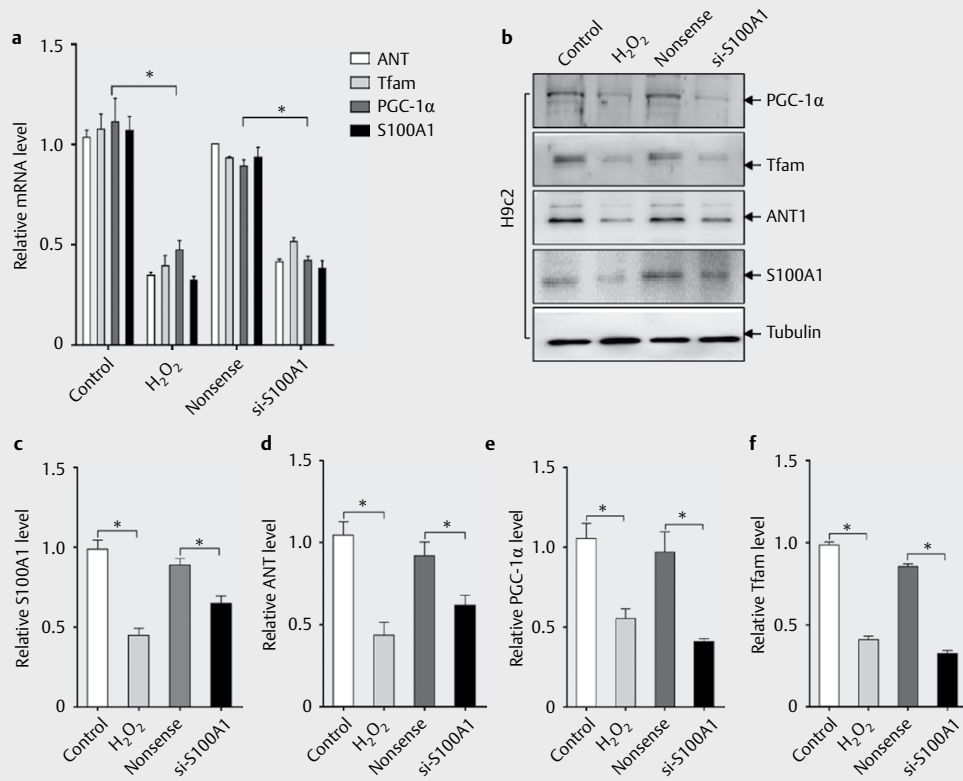 a
1.5
1.0
0.5
0
Relative mRNA level
*
*
ANT
Tfam
PGC-1α
S100A1
Control
H₂O₂
Nonsense
si-S100A1
b
Control
H₂O₂
Nonsense
si-S100A1
H9c2
PGC-1α
Tfam
ANT1
S100A1
Tubulin
c
1.5
1.0
0.5
0
Relative S100A1 level
*
*
Control
H₂O₂
Nonsense
si-S100A1
d
1.5
1.0
0.5
0
Relative ANT level
*
*
Control
H₂O₂
Nonsense
si-S100A1
e
1.5
1.0
0.5
0
Relative PGC-1α level
*
*
Control
H₂O₂
Nonsense
si-S100A1
f
1.5
1.0
0.5
0
Relative Tfam level
*
*
Control
H₂O₂
Nonsense
si-S100A1